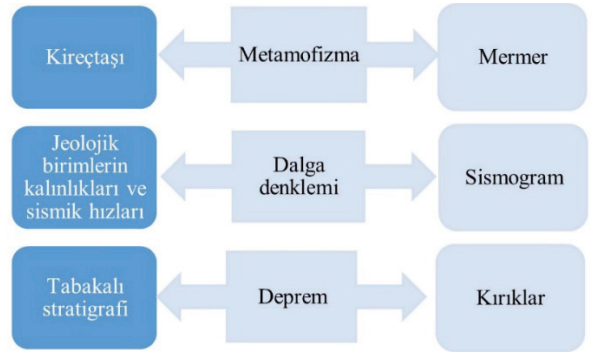 Kireçtaşı
Metamofizma
Mermer
Jeolojik
birimlerin
kalınlıkları ve
sismik hızları
Dalga
denklemi
Sismogram
Tabakalı
stratigrafi
Deprem
Kırıklar